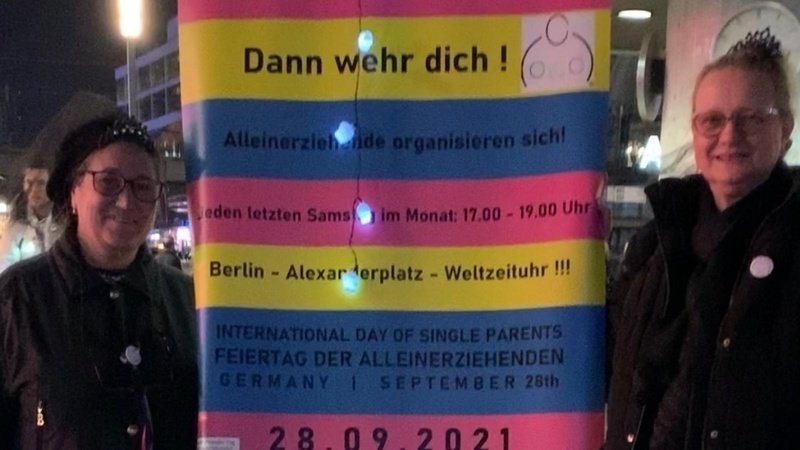 Dann wehr dich !
Alleinerziehende organisieren sich!
Jeden letzten Samstag im Monat: 17.00 - 19.00 Uhr
Berlin - Alexanderplatz - Weltzeituhr !!!
INTERNATIONAL DAY OF SINGLE PARENTS
FEIERTAG DER ALLEINERZIEHENDEN
GERMANY | SEPTEMBER 28th
28.09.2021